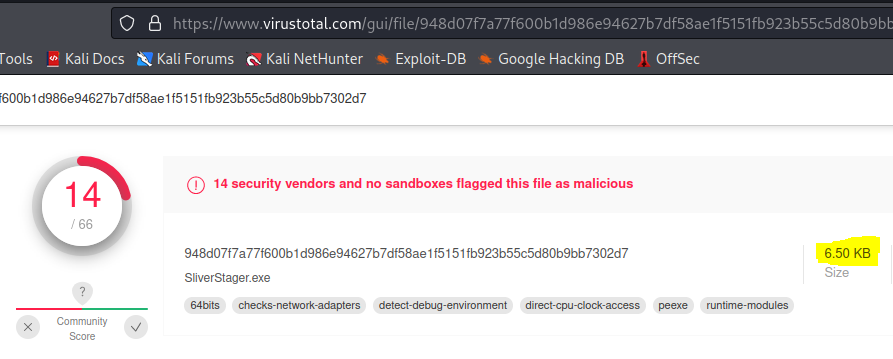 https://www.virustotal.com/gui/file/948d07f7a77f600b1d986e94627b7df58ae1f5151fb923b55c5d80b9bb
Tools Kali Docs Kali Forums Kali NetHunter Exploit-DB Google Hacking DB OffSec
f600b1d986e94627b7df58ae1f5151fb923b55c5d80b9bb7302d7
14
/ 66
14 security vendors and no sandboxes flagged this file as malicious
948d07f7a77f600b1d986e94627b7df58ae1f5151fb923b55c5d80b9bb7302d7
SliverStager.exe
64bits checks-network-adapters detect-debug-environment direct-cpu-clock-access peexe runtime-modules
6.50 KB
Size
?
Community
Score